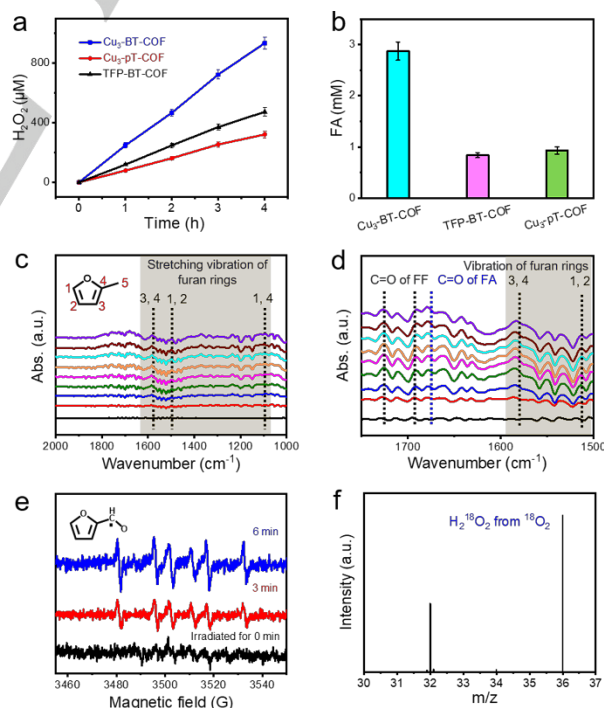 a
H₂O₂ (μM)
800
400
0
Cu₃-BT-COF
Cu₃-pT-COF
TFP-BT-COF
0 1 2 3 4
Time (h)
b
FA (mM)
3
2
1
0
Cu₃-BT-COF
TFP-BT-COF
Cu₃-pT-COF
c
Abs. (a.u.)
1 2 3 4 5
Stretching vibration of
furan rings
3, 4 1, 2 1, 4
2000 1800 1600 1400 1200 1000
Wavenumber (cm⁻¹)
d
Abs. (a.u.)
C=O of FF C=O of FA
Vibration of furan rings
3, 4
1, 2
1700 1600 1500
Wavenumber (cm⁻¹)
e
O H C O
6 min
3 min
Irradiated for 0 min
3460 3480 3500 3520 3540
Magnetic field (G)
f
Intensity (a.u.)
H₂¹⁸O₂ from ¹⁸O₂
30 31 32 33 34 35 36 37
m/z